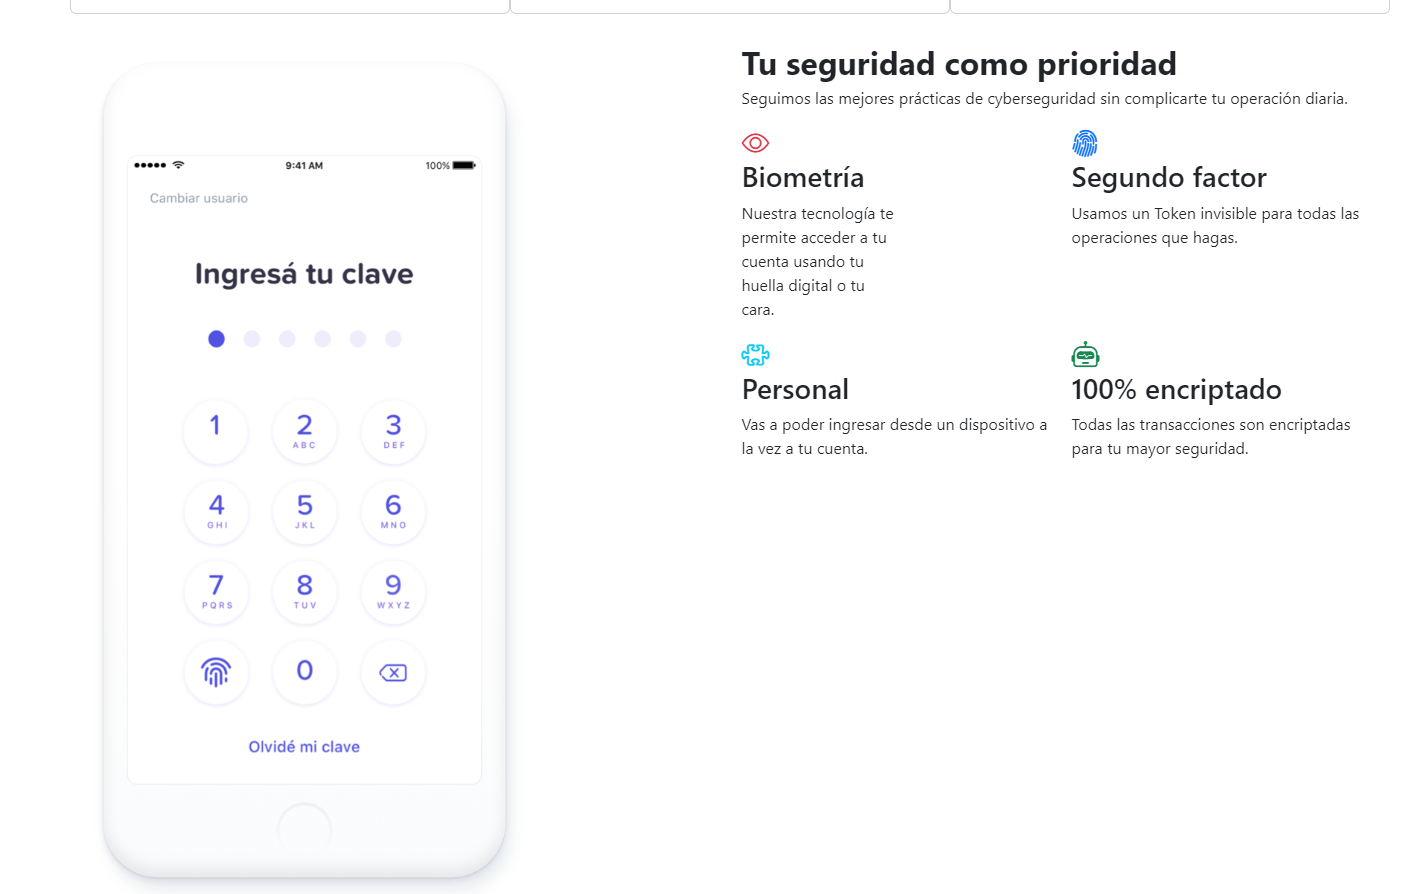 9:41 AM
100%
Cambiar usuario
Ingresá tu clave
1
2
ABC
3
DEF
4
GHI
5
JKL
6
MNO
7
PQRS
8
TUV
9
WXYZ
0
Olvidé mi clave
Tu seguridad como prioridad
Seguimos las mejores prácticas de cyberseguridad sin complicarte tu operación diaria.
Biometría
Nuestra tecnología te
permite acceder a tu
cuenta usando tu
huella digital o tu
cara.
Segundo factor
Usamos un Token invisible para todas las
operaciones que hagas.
Personal
Vas a poder ingresar desde un dispositivo a
la vez a tu cuenta.
100% encriptado
Todas las transacciones son encriptadas
para tu mayor seguridad.